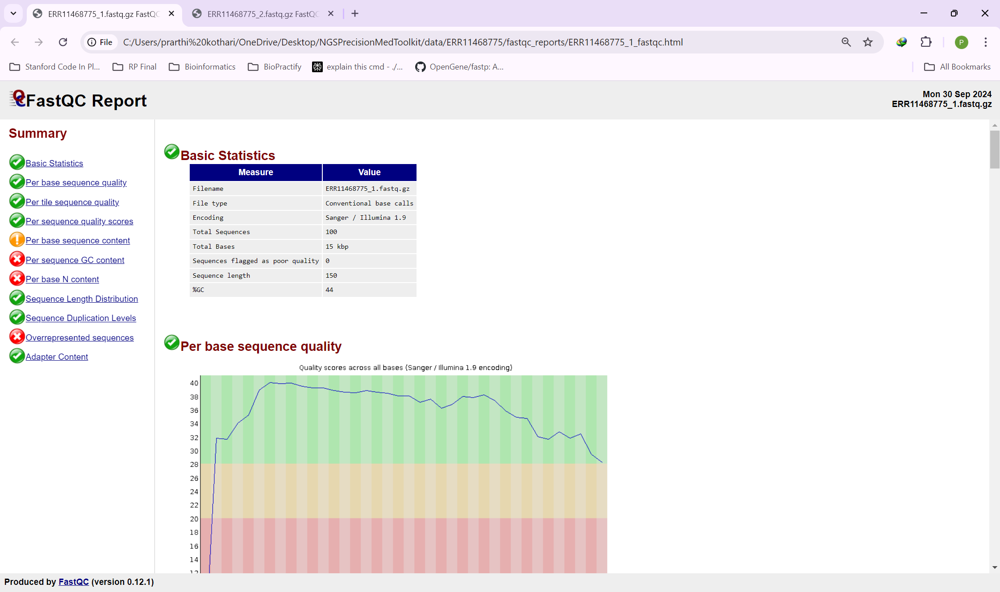 ERR11468775_1.fastq.gz FastQC
ERR11468775_2.fastq.gz FastQC
File
C:/Users/prarthi%20kothari/OneDrive/Desktop/NGSPrecisionMedToolkit/data/ERR11468775/fastqc_reports/ERR11468775_1_fastqc.html
P
Stanford Code In Pl...
RP Final
Bioinformatics
BioPractify
explain this cmd - ./...
OpenGene/fastp: A...
All Bookmarks
FastQC Report
Mon 30 Sep 2024
ERR11468775_1.fastq.gz
Summary
Basic Statistics
Per base sequence quality
Per tile sequence quality
Per sequence quality scores
Per base sequence content
Per sequence GC content
Per base N content
Sequence Length Distribution
Sequence Duplication Levels
Overrepresented sequences
Adapter Content
Basic Statistics
Measure Value
Filename ERR11468775_1.fastq.gz
File type Conventional base calls
Encoding Sanger / Illumina 1.9
Total Sequences 100
Total Bases 15 kbp
Sequences flagged as poor quality 0
Sequence length 150
%GC 44
Per base sequence quality
Quality scores across all bases (Sanger / Illumina 1.9 encoding)
40
38
36
34
32
30
28
26
24
22
20
18
16
14
12
Produced by FastQC (version 0.12.1)